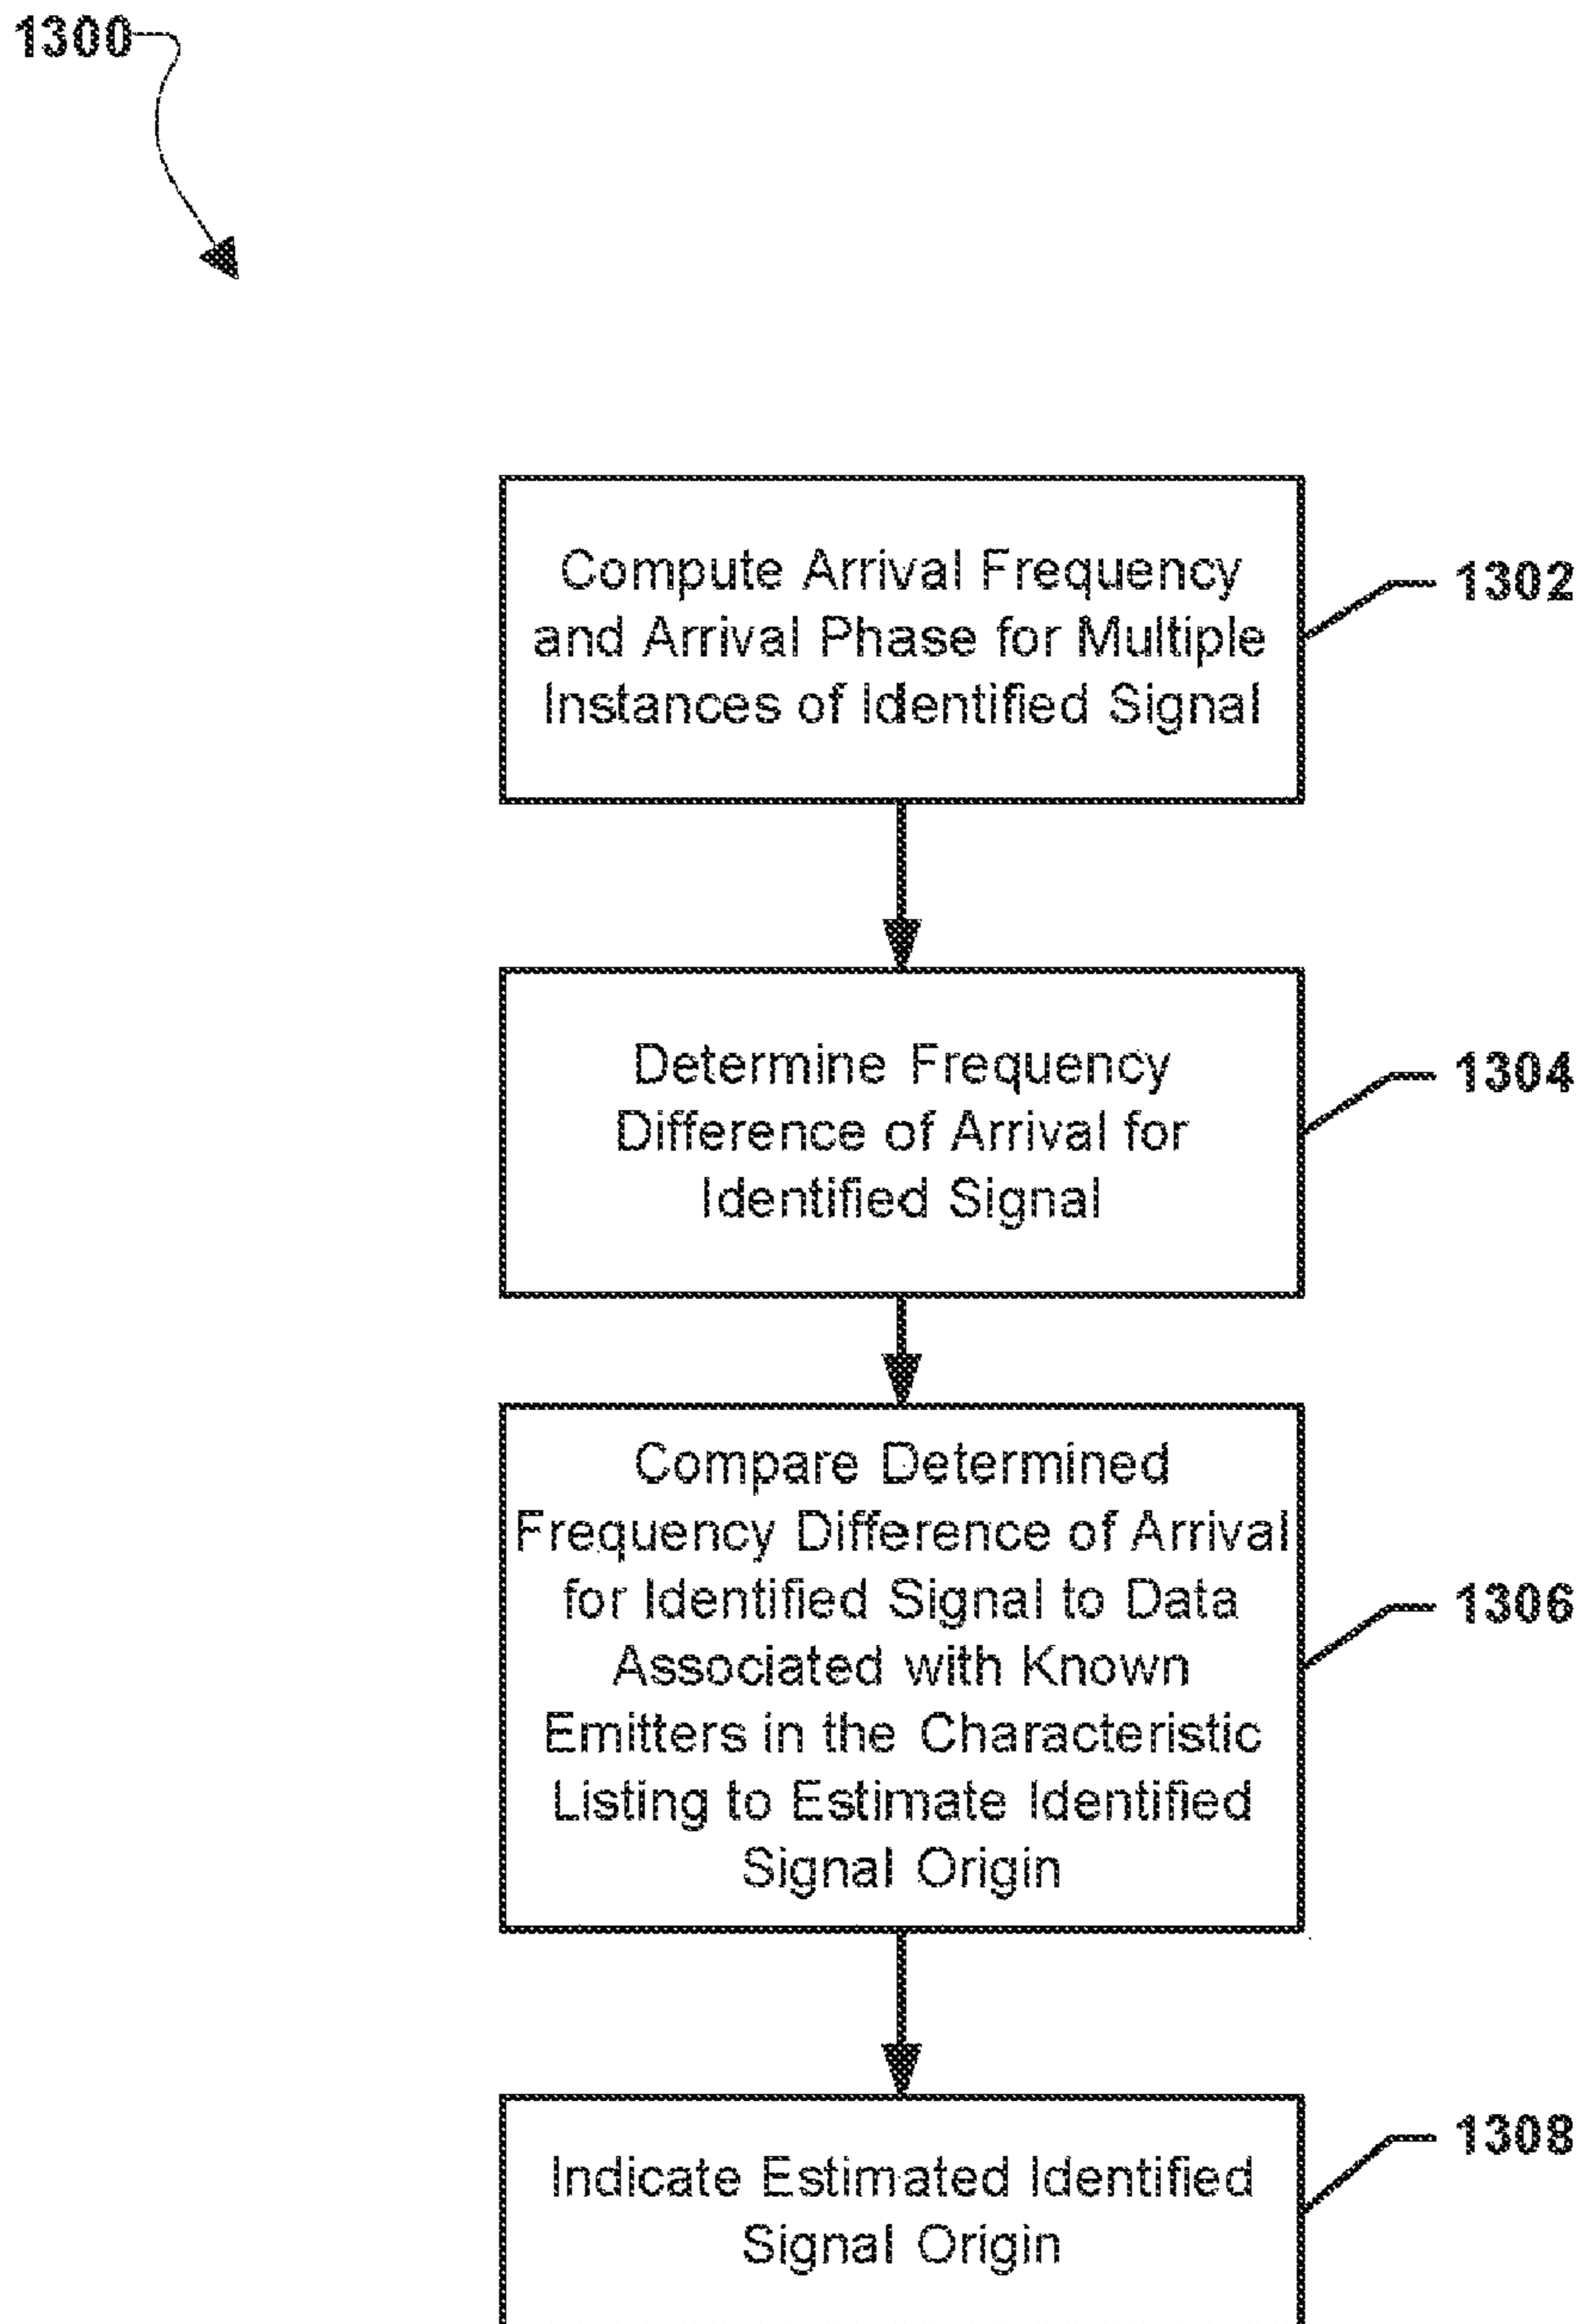 1300
Compute Arrival Frequency
and Arrival Phase for Multiple
Instances of Identified Signal
1302
Determine Frequency
Difference of Arrival for
Identified Signal
1304
Compare Determined
Frequency Difference of Arrival
for Identified Signal to Data
Associated with Known
Emitters in the Characteristic
Listing to Estimate Identified
Signal Origin
1306
Indicate Estimated Identified
Signal Origin
1308